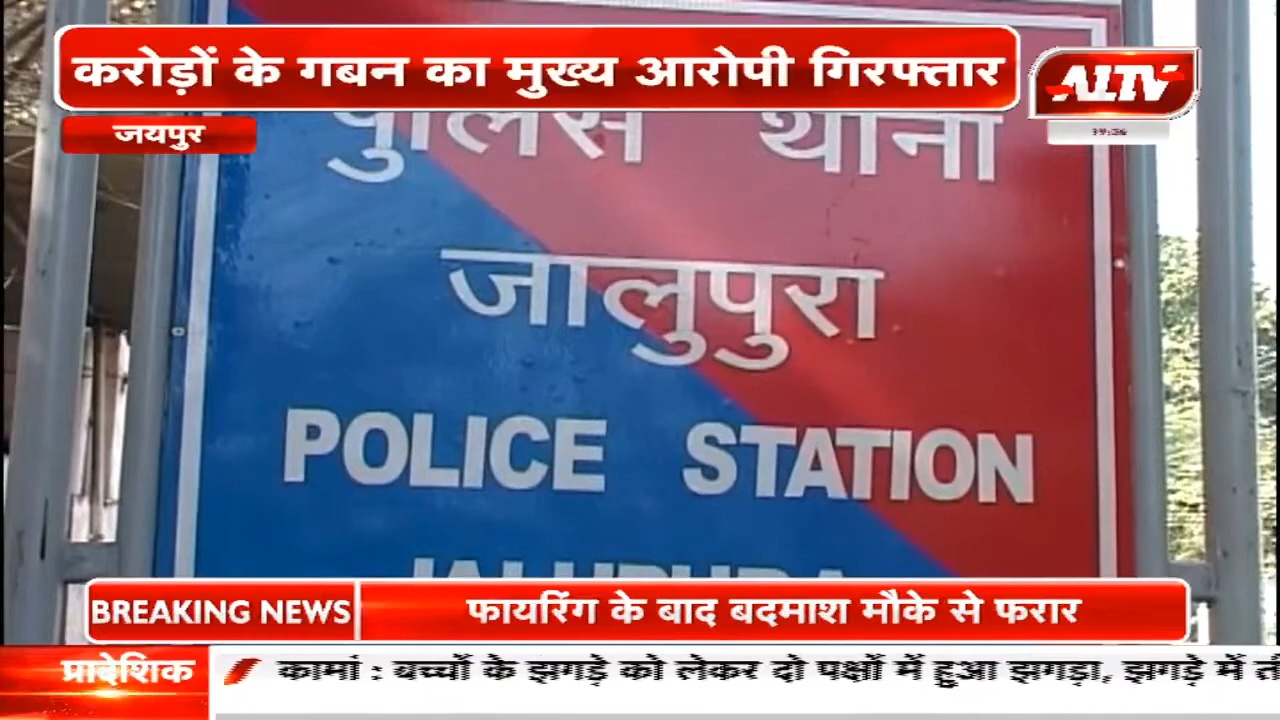 करोड़ों के गबन का मुख्य आरोपी गिरफ्तार
ALTV
जयपुर
पुलिस थाना
जालुपुरा
POLICE STATION
JALUPURA
BREAKING NEWS
फायरिंग के बाद बदमाश मौके से फरार
प्रादेशिक
कामां : बच्चों के झगड़े को लेकर दो पक्षों में हुआ झगड़ा, झगड़े में